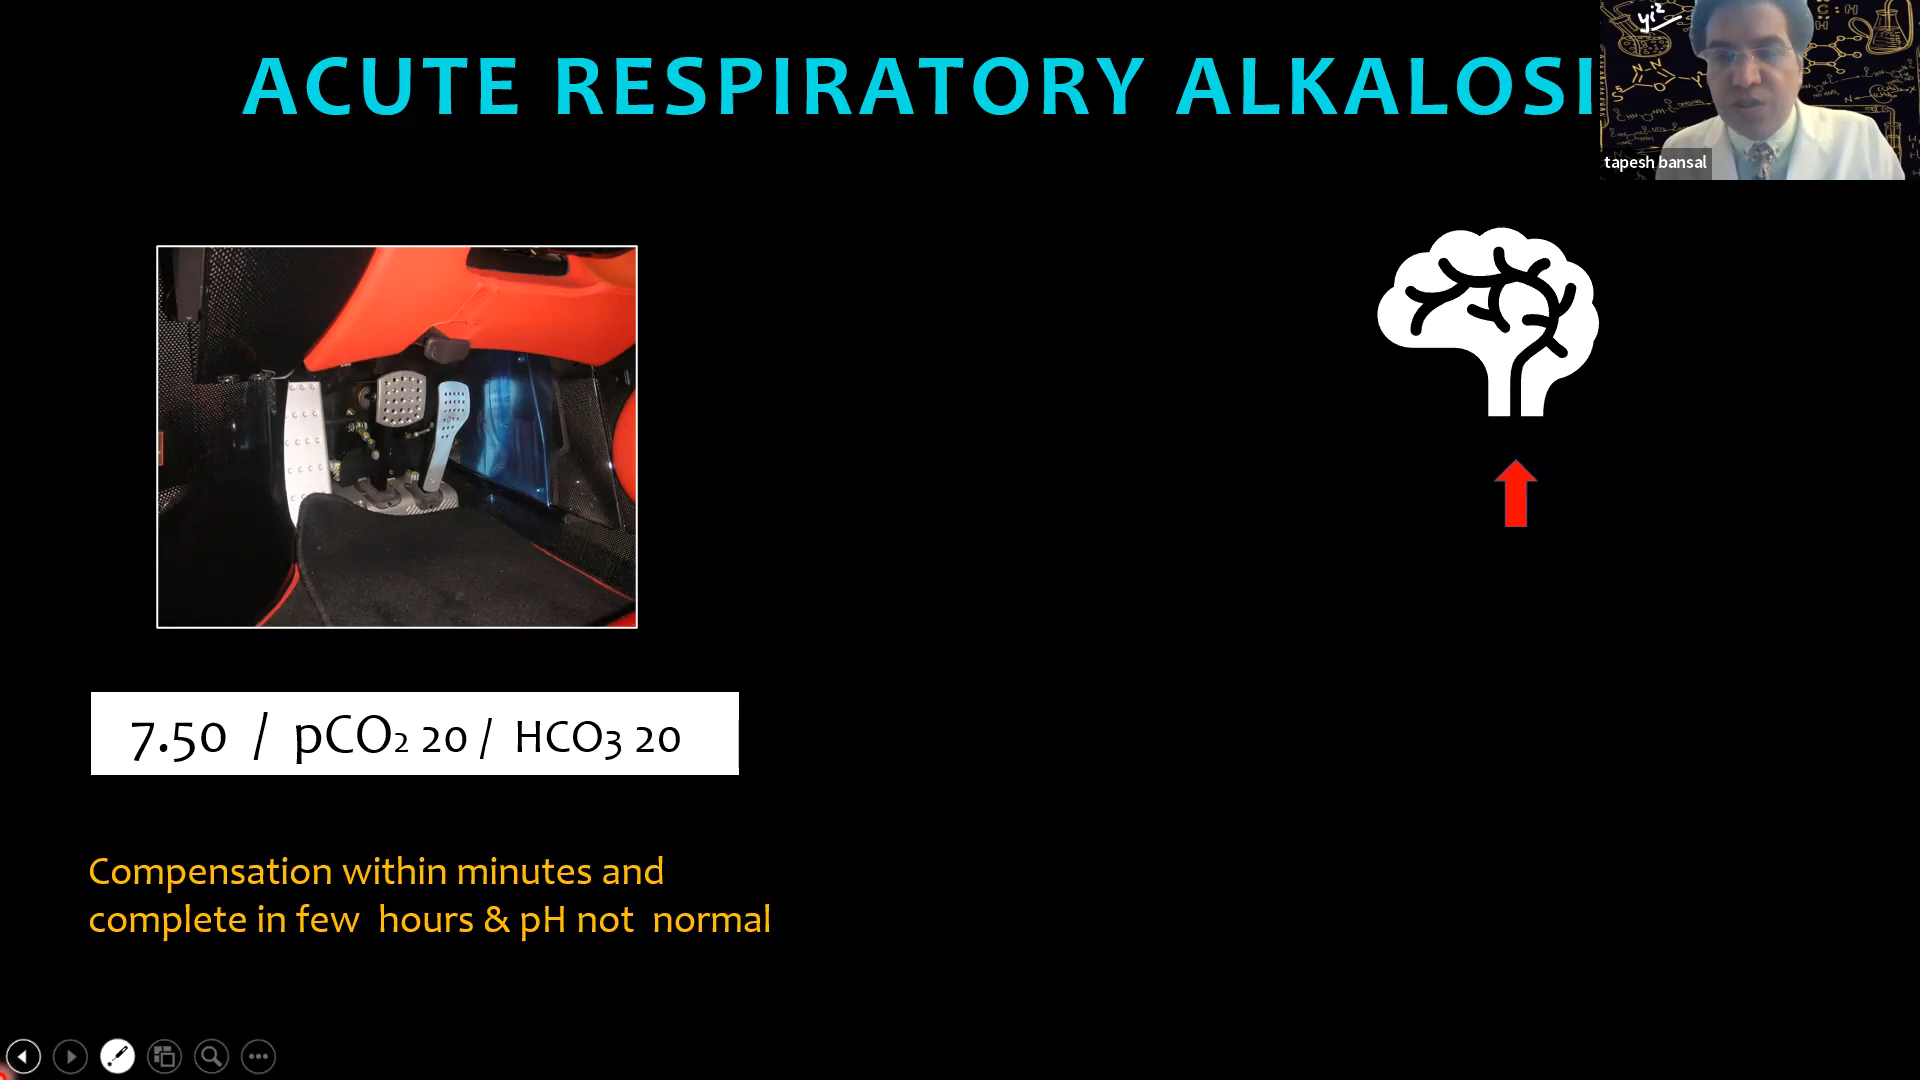 ACUTE RESPIRATORY ALKALOSI
yi²
tapesh bansal
7.50 / pCO₂ 20 / HCO3 20
Compensation within minutes and
complete in few hours & pH not normal